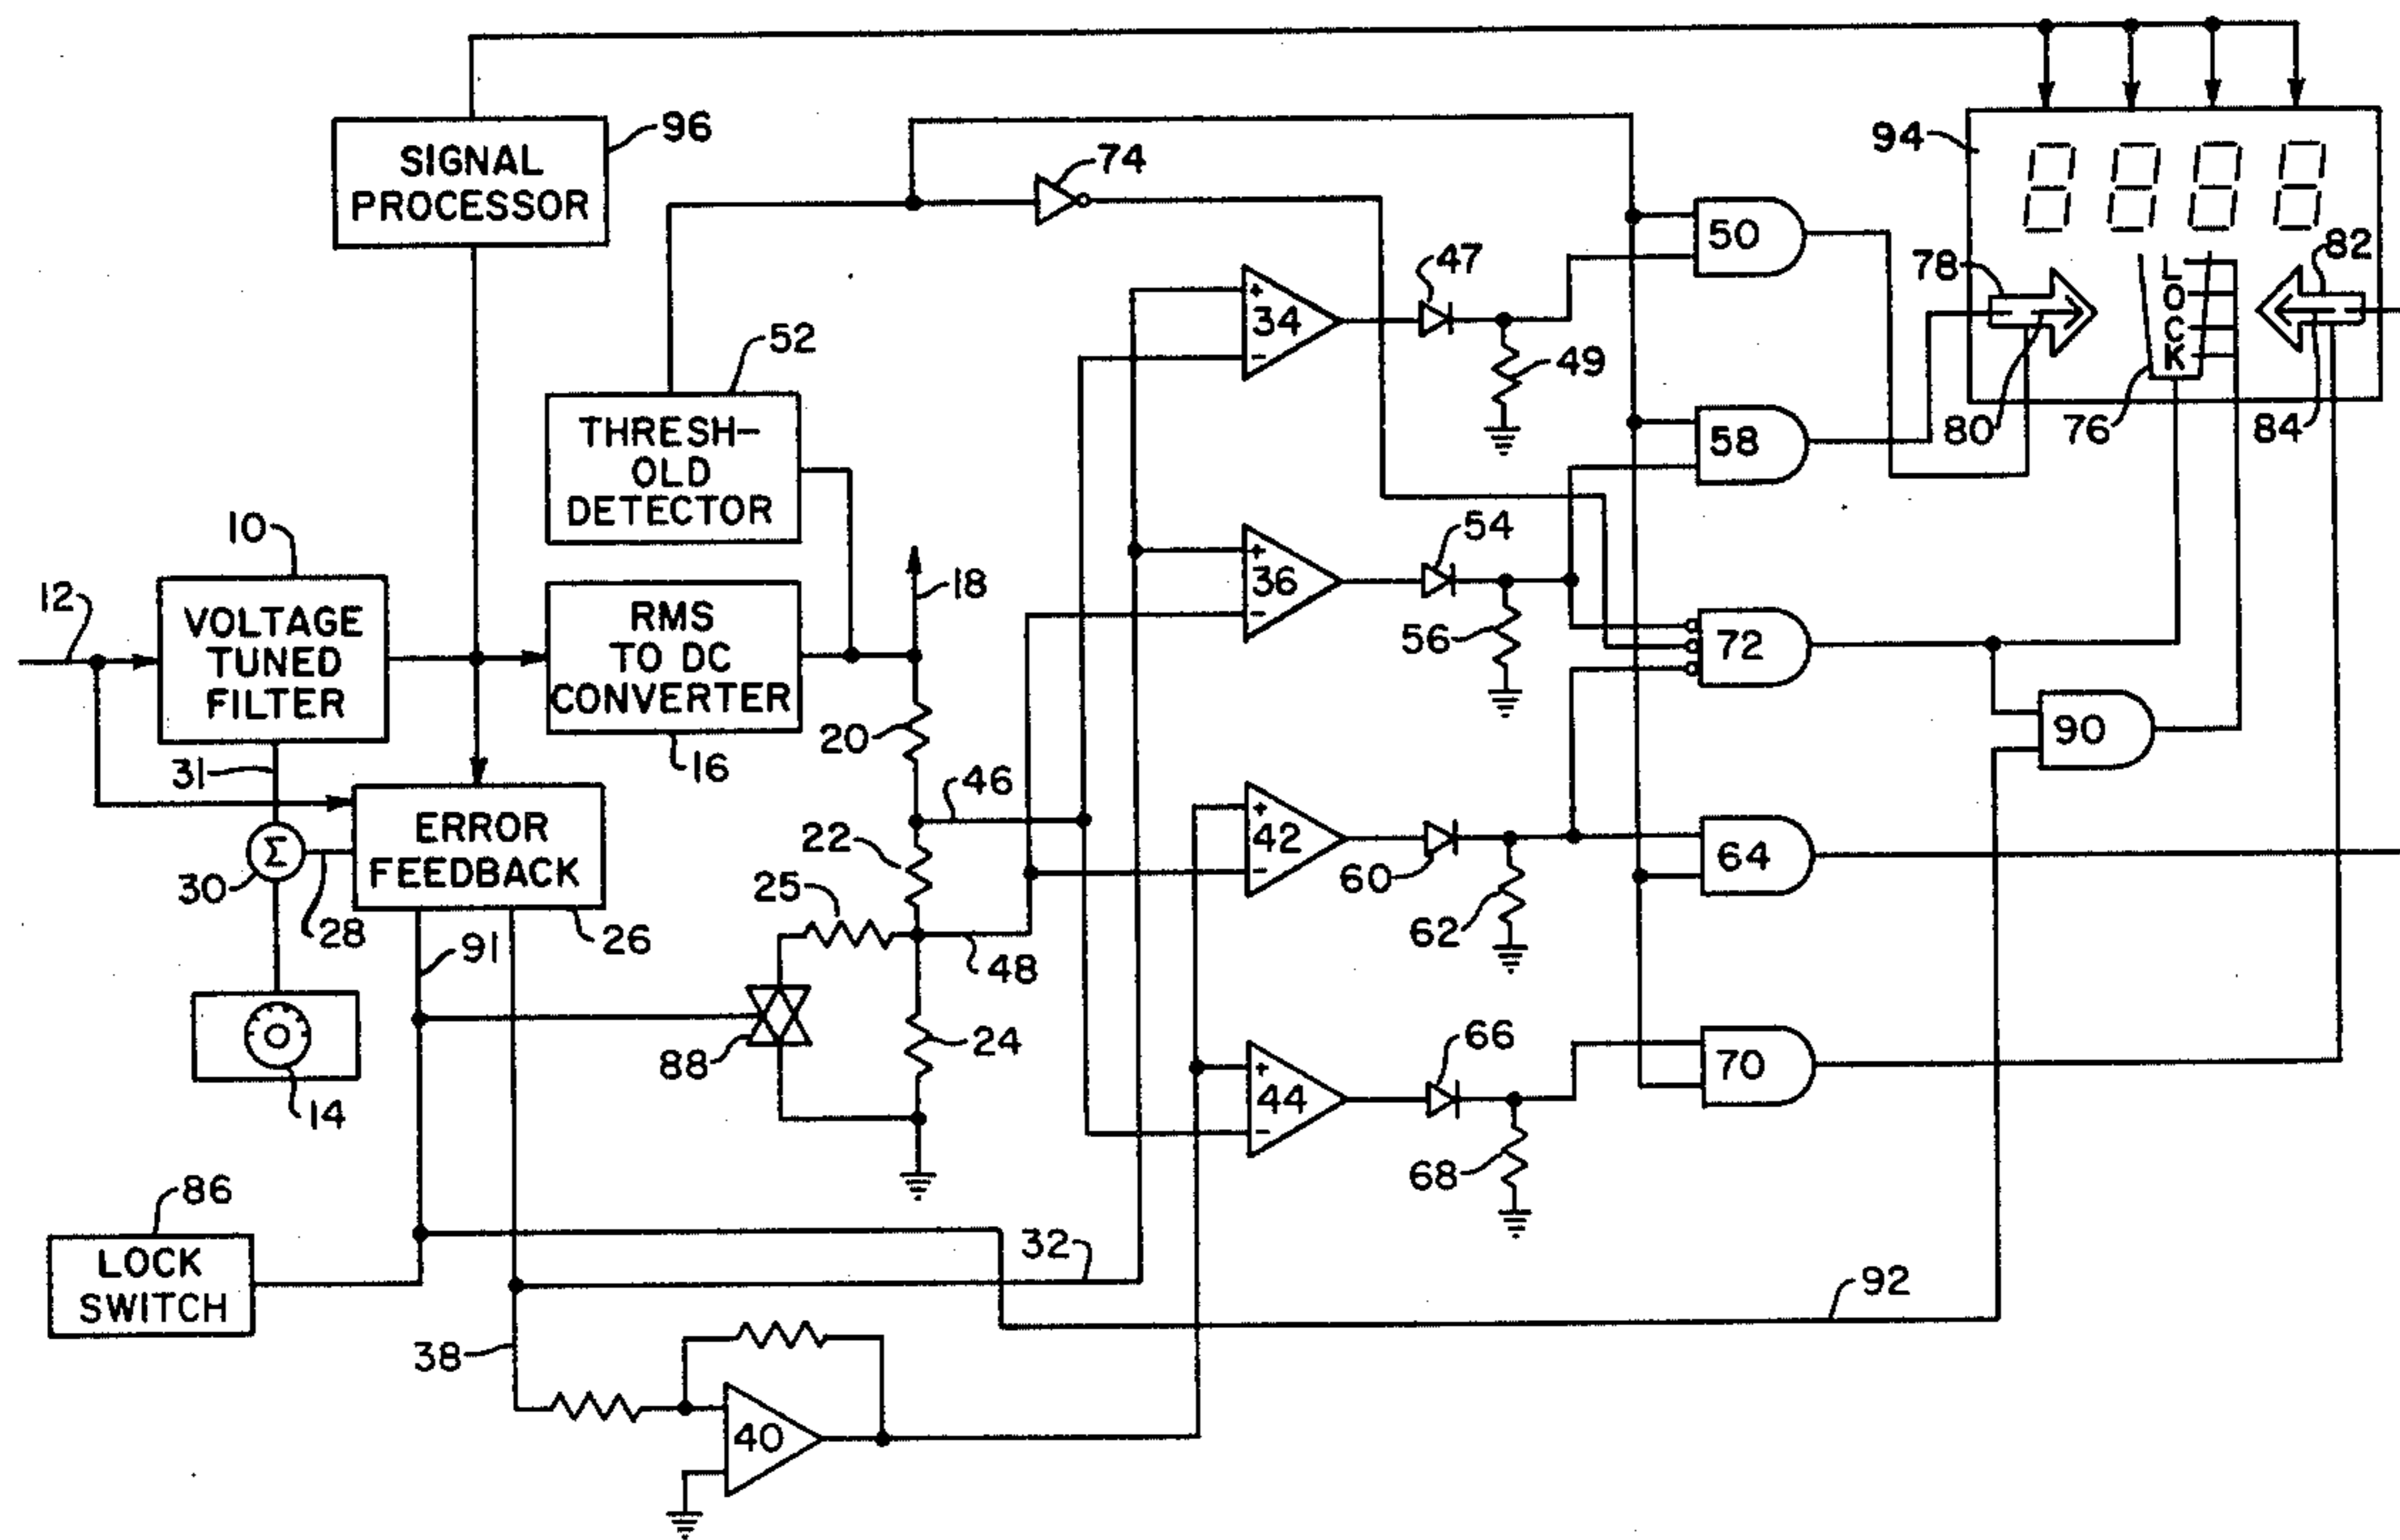 96
SIGNAL
PROCESSOR
74
94
50
47
78
82
L
O
C
K
34
+
-
49
52
THRESH-
OLD
DETECTOR
80
76
84
58
10
54
12
VOLTAGE
TUNED
FILTER
RMS
TO DC
CONVERTER
18
36
+
-
56
72
20
16
31
90
46
ERROR
FEEDBACK
22
42
+
-
64
Σ
30
25
60
28
26
91
62
48
88
24
66
70
14
44
+
-
68
86
LOCK
SWITCH
32
92
38
40